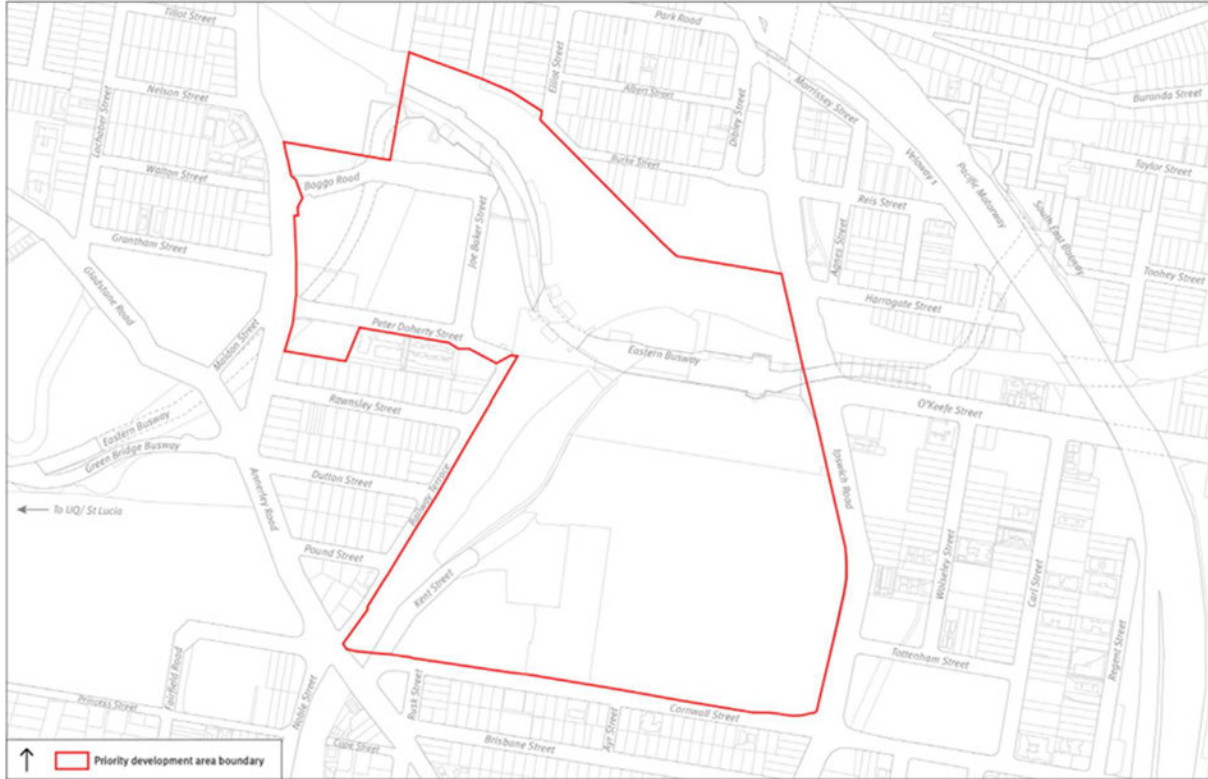 Tillot Street
Park Road
Elliot Street
Morrissey Street
Buranda Street
Nelson Street
Albert Street
Dibley Street
Lochaber Street
Burke Street
Taylor Street
Walton Street
Boggo Road
Veloway 1
Pacific Motorway
Reis Street
South East Busway
Joe Baker Street
Agnes Street
Grantham Street
Toohey Street
Gladstone Road
Harrogate Street
Maldon Street
Peter Doherty Street
Eastern Busway
Rawnsley Street
O'Keefe Street
Eastern Busway
Green Bridge Busway
Ipswich Road
Annerley Road
Dutton Street
Railway Terrace
To UQ/ St Lucia
Pound Street
Kent Street
Wolseley Street
Carl Street
Regent Street
Tottenham Street
Fairfield Road
Princess Street
Noble Street
Rusk Street
Cornwall Street
Brisbane Street
Priority development area boundary